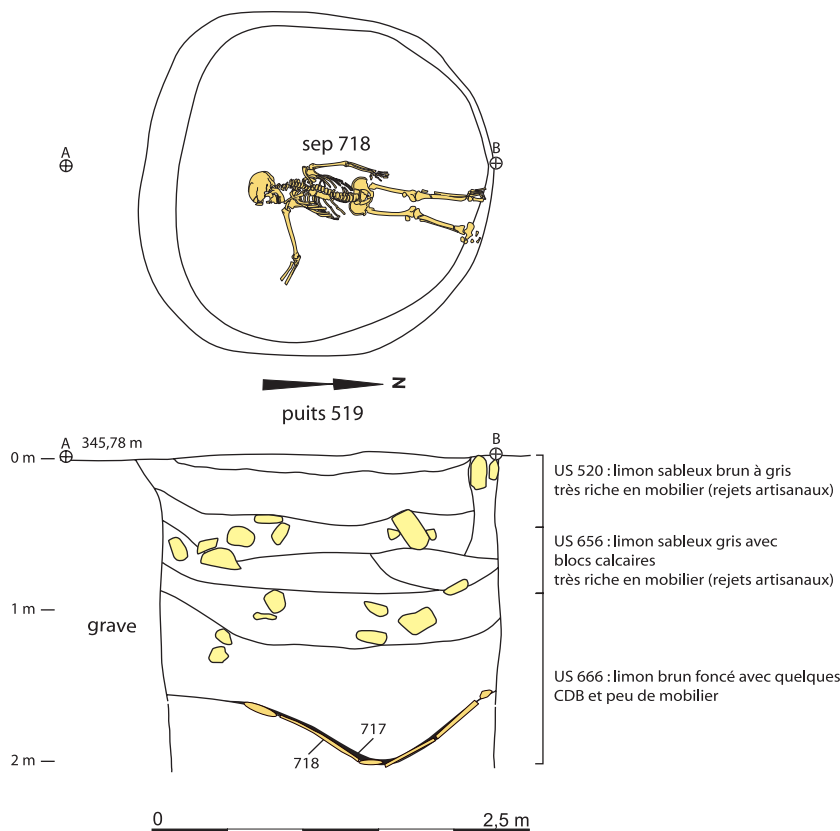 A
B
sep 718
N
puits 519
A
345,78 m
B
0 m
US 520 : limon sableux brun à gris
très riche en mobilier (rejets artisanaux)
US 656 : limon sableux gris avec
blocs calcaires
très riche en mobilier (rejets artisanaux)
1 m
grave
US 666 : limon brun foncé avec quelques
CDB et peu de mobilier
717
718
2 m
0
2,5 m